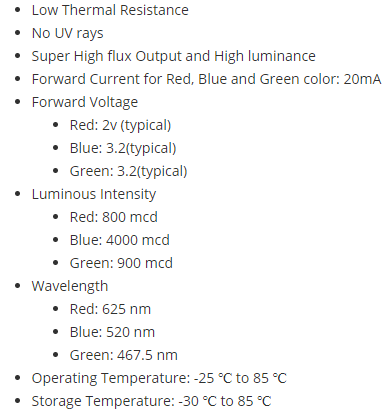 Low Thermal Resistance
No UV rays
Super High flux Output and High luminance
Forward Current for Red, Blue and Green color: 20mA
Forward Voltage
Red: 2v (typical)
Blue: 3.2(typical)
Green: 3.2(typical)
Luminous Intensity
Red: 800 mcd
Blue: 4000 mcd
Green: 900 mcd
Wavelength
Red: 625 nm
Blue: 520 nm
Green: 467.5 nm
Operating Temperature: -25 ℃ to 85 ℃
Storage Temperature: -30 ℃ to 85 ℃